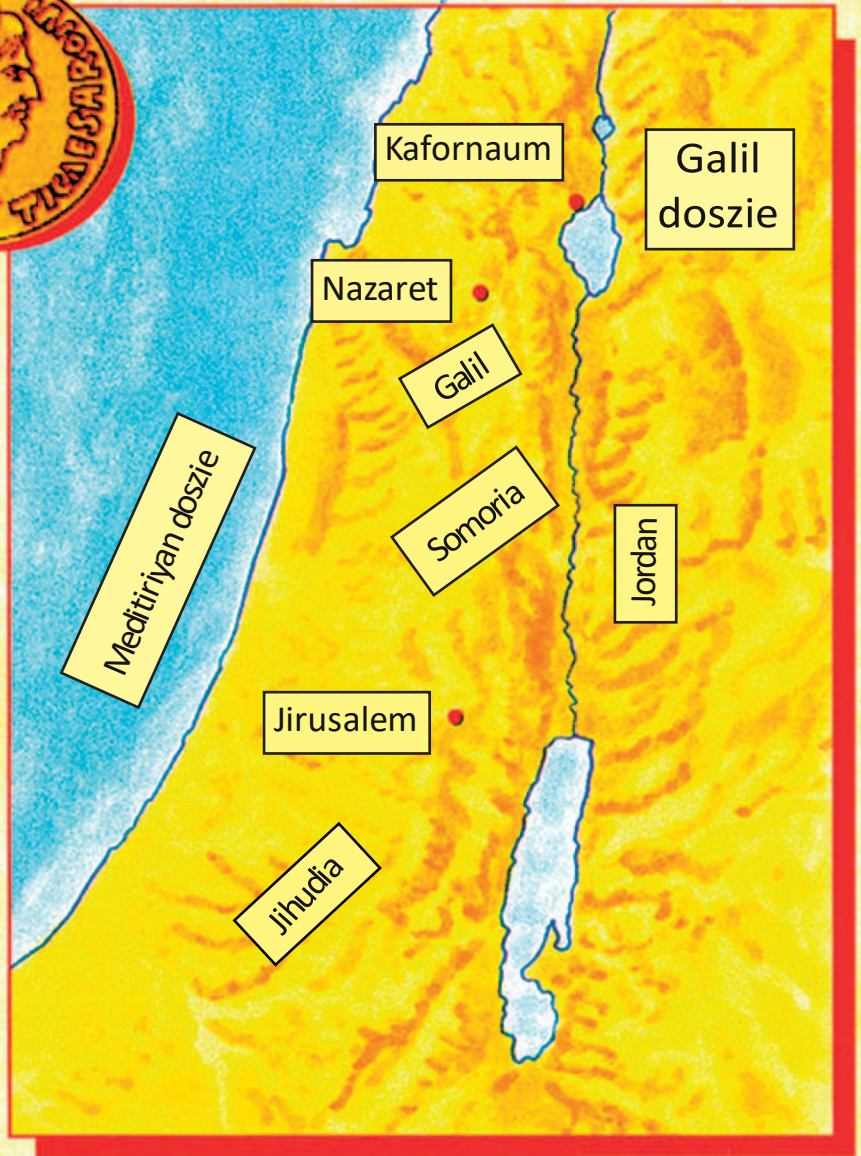 Kafornaum
Galil
doszie
Nazaret
Galil
Meditiriyan doszie
Somoria
Jordan
Jirusalem
Jihudia